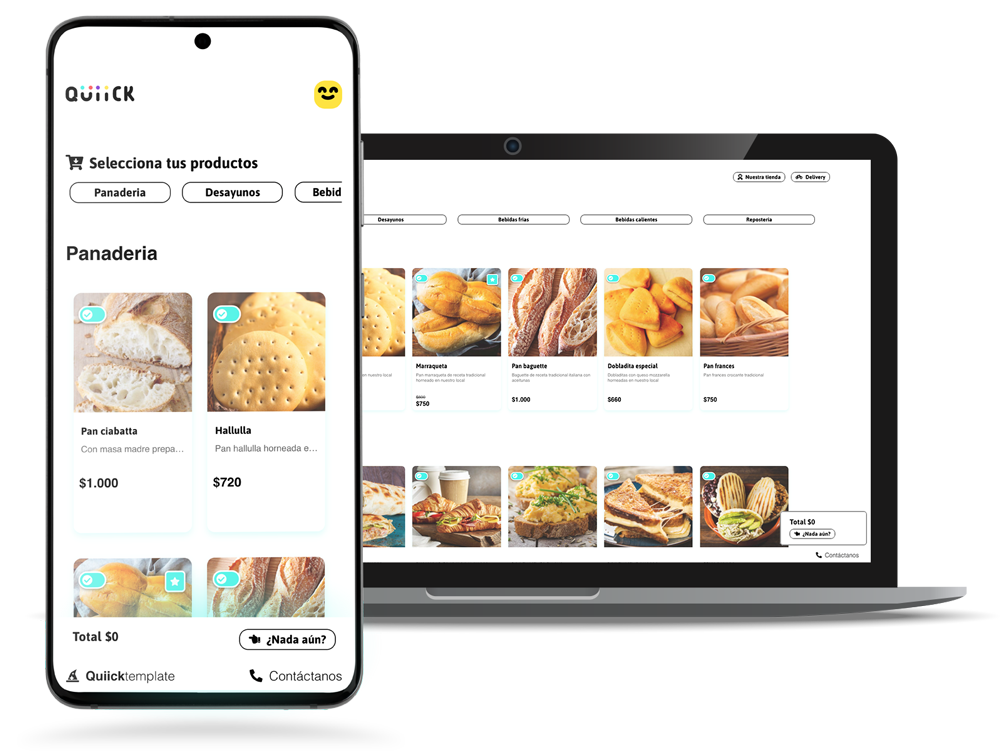 QUiiCK
Selecciona tus productos
Panaderia
Desayunos
Bebid
Panaderia
Pan ciabatta
Con masa madre prepa...
$1.000
Hallulla
Pan hallulla horneada e...
$720
Total $0
¿Nada aún?
Quiicktemplate
Contáctanos
Nuestra tienda
Delivery
Desayunos
Bebidas frias
Bebidas calientes
Reposteria
en nuestro local
Marraqueta
Pan marraqueta de receta tradicional
horneado en nuestro local
$750
Pan baguette
Baguette de receta tradicional italiana con
aceitunas
$1.000
Dobladita especial
Dobladitas con queso mozzarella
horneadas en nuestro local
$660
Pan frances
Pan frances crocante tradicional
$750
Total $0
¿Nada aún?
Contáctanos